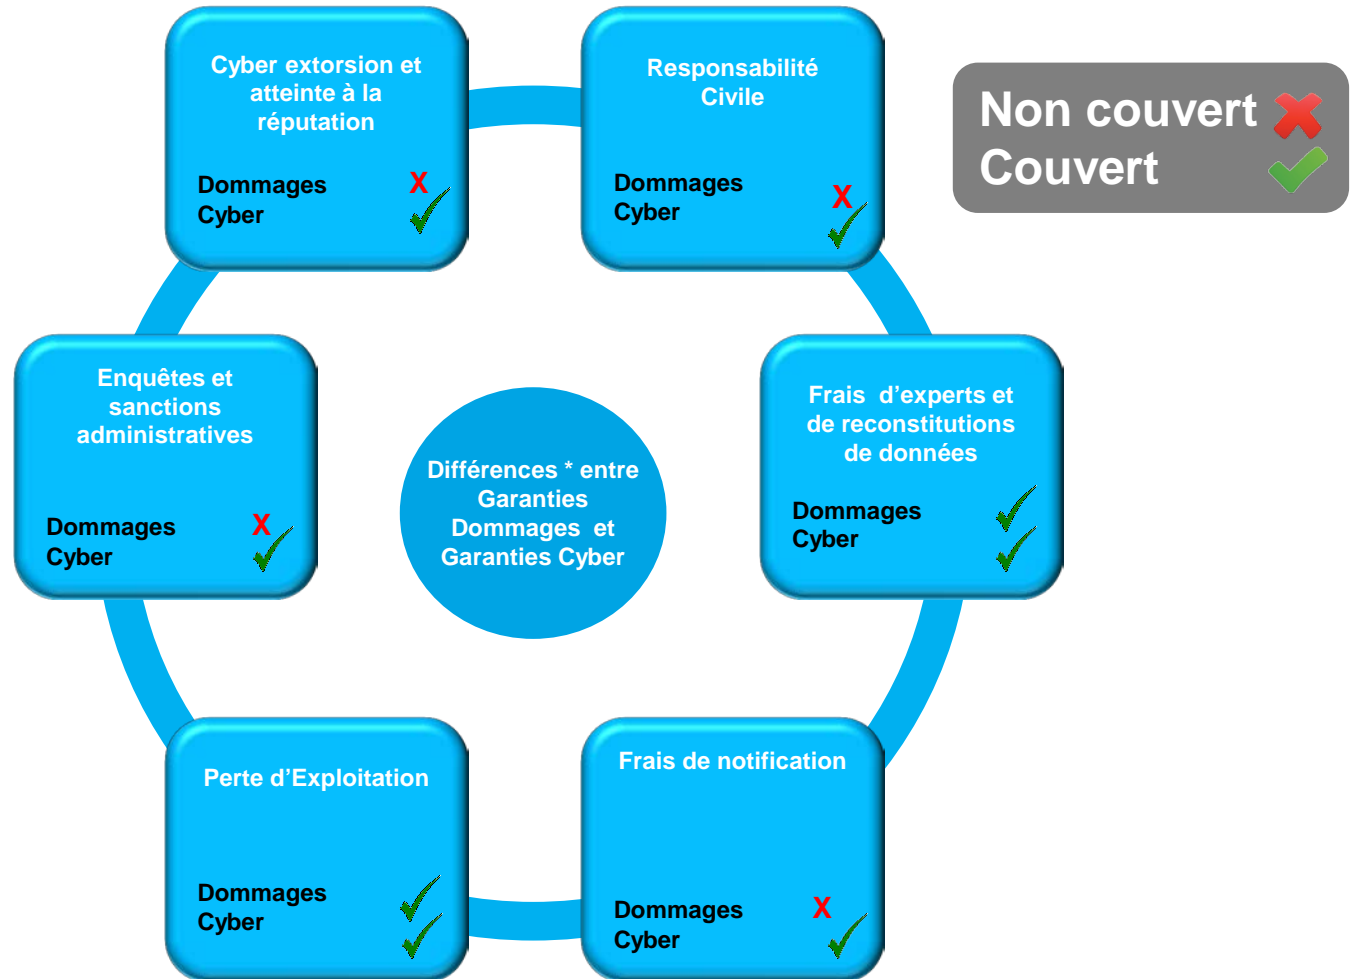 Cyber extorsion et
atteinte à la
réputation
Dommages X
Cyber
Responsabilité
Civile
Dommages X
Cyber
Non couvert
Couvert
Enquêtes et
sanctions
administratives
Dommages X
Cyber
Différences * entre
Garanties
Dommages et
Garanties Cyber
Frais d'experts et
de reconstitutions
de données
Dommages
Cyber
Perte d'Exploitation
Dommages
Cyber
Frais de notification
Dommages X
Cyber